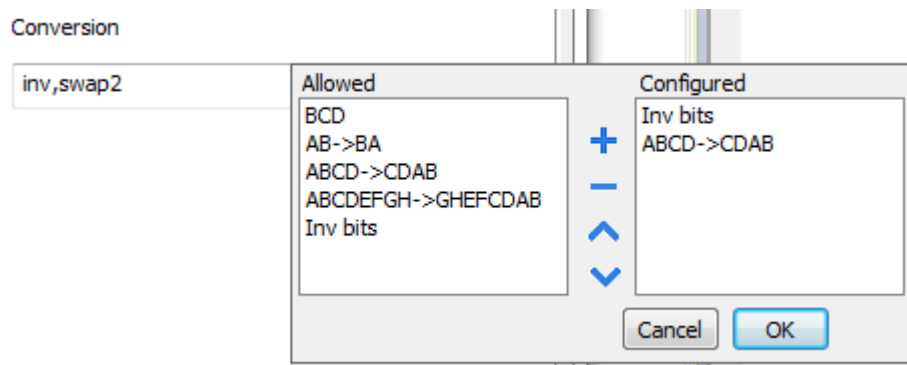 Conversion
inv,swap2
Allowed
BCD
AB->BA
ABCD->CDAB
ABCDEFGH->GHEFCDAB
Inv bits
Configured
Inv bits
ABCD->CDAB
Cancel
OK